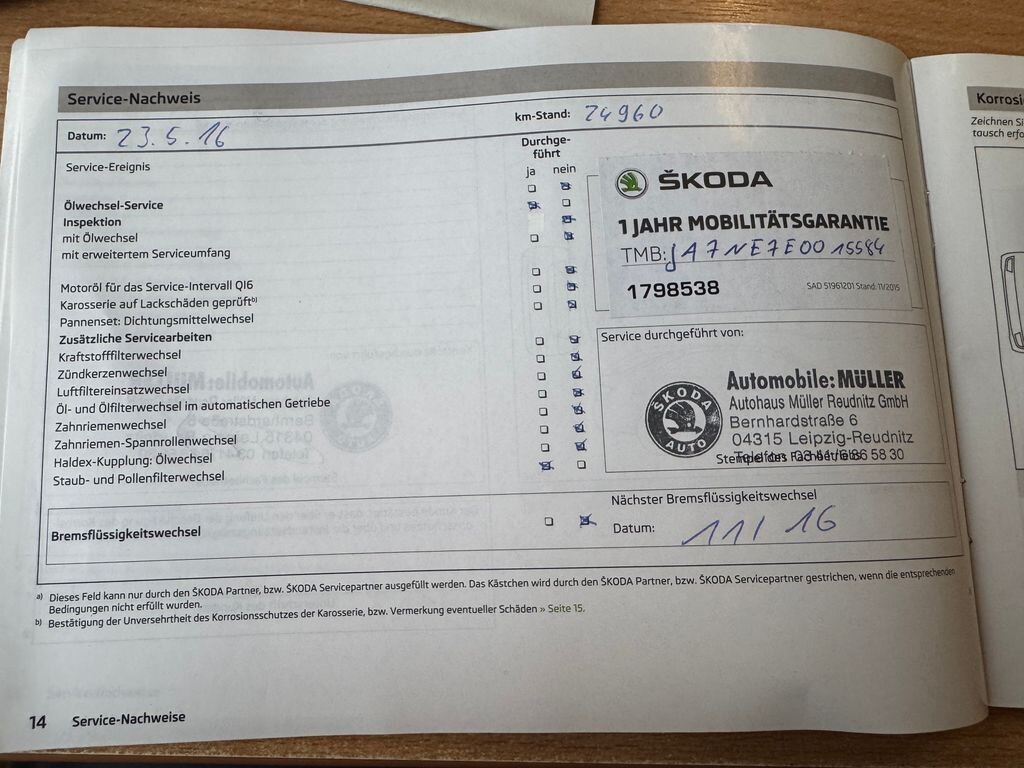 Service-Nachweis
Datum: 23.5.16
km-Stand: 24960
Service-Ereignis
Durchge-
führt
ja nein
Ölwechsel-Service
Inspektion
mit Ölwechsel
mit erweitertem Serviceumfang
Motoröl für das Service-Intervall QI6
Karosserie auf Lackschäden geprüft b)
Pannenset: Dichtungsmittelwechsel
Zusätzliche Servicearbeiten
Kraftstofffilterwechsel
Zündkerzenwechsel
Luftfiltereinsatzwechsel
Öl- und Ölfilterwechsel im automatischen Getriebe
Zahnriemenwechsel
Zahnriemen-Spannrollenwechsel
Haldex-Kupplung: Ölwechsel
Staub- und Pollenfilterwechsel
ŠKODA
1 JAHR MOBILITÄTSGARANTIE
TMB: JA7NE7E0015584
1798538
SAD 51961201 Stand: 11/2015
Service durchgeführt von:
SKODA
AUTO
Automobile: MÜLLER
Autohaus Müller Reudnitz GmbH
Bernhardstraße 6
04315 Leipzig-Reudnitz
Bremsflüssigkeitswechsel
Nächster Bremsflüssigkeitswechsel
Datum: 11/16
a) Dieses Feld kann nur durch den ŠKODA Partner, bzw. ŠKODA Servicepartner ausgefüllt werden. Das Kästchen wird durch den ŠKODA Partner, bzw. ŠKODA Servicepartner gestrichen, wenn die entsprechenden
Bedingungen nicht erfüllt wurden.
b) Bestätigung der Unversehrtheit des Korrosionsschutzes der Karosserie, bzw. Vermerkung eventueller Schäden » Seite 15.
14 Service-Nachweise
Zeichnen